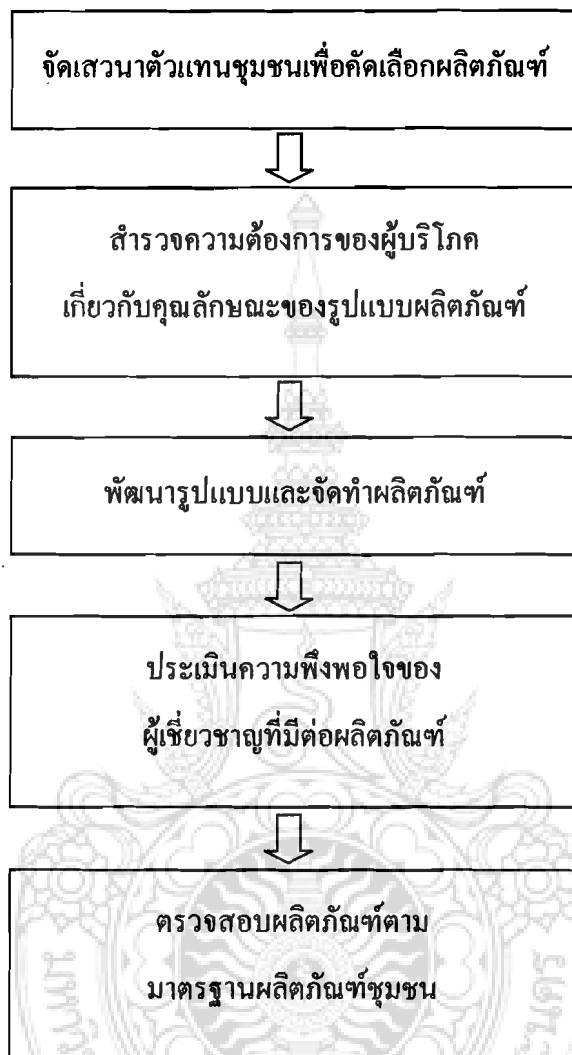 จัดเสวนาตัวแทนชุมชนเพื่อคัดเลือกผลิตภัณฑ์
สำรวจความต้องการของผู้บริโภค
เกี่ยวกับคุณลักษณะของรูปแบบผลิตภัณฑ์
พัฒนารูปแบบและจัดทำผลิตภัณฑ์
ประเมินความพึงพอใจของ
ผู้เชี่ยวชาญที่มีต่อผลิตภัณฑ์
ตรวจสอบผลิตภัณฑ์ตาม
มาตรฐานผลิตภัณฑ์ชุมชน